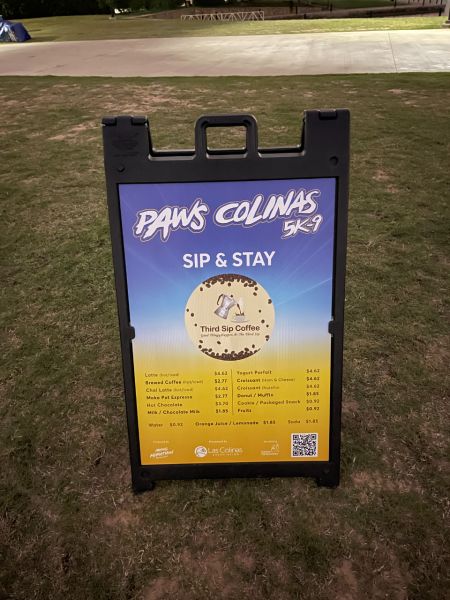 PAWS COLINAS
5K-9
SIP & STAY
Third Sip Coffee
Latte (hot/iced) $4.62
Brewed Coffee (hot/iced) $2.77
Chai Latte (hot/iced) $4.62
Moka Pot Espresso $2.77
Hot Chocolate $3.70
Milk / Chocolate Milk $1.85
Yogurt Parfait $4.62
Croissant (Ham & Cheese) $4.62
Croissant $4.62
Donut / Muffin $1.85
Cookie / Packaged Snack $0.92
Fruits $0.92
Water $0.92 Orange Juice / Lemonade $1.85 Soda $1.85
Las Colinas
ASSOCIATION